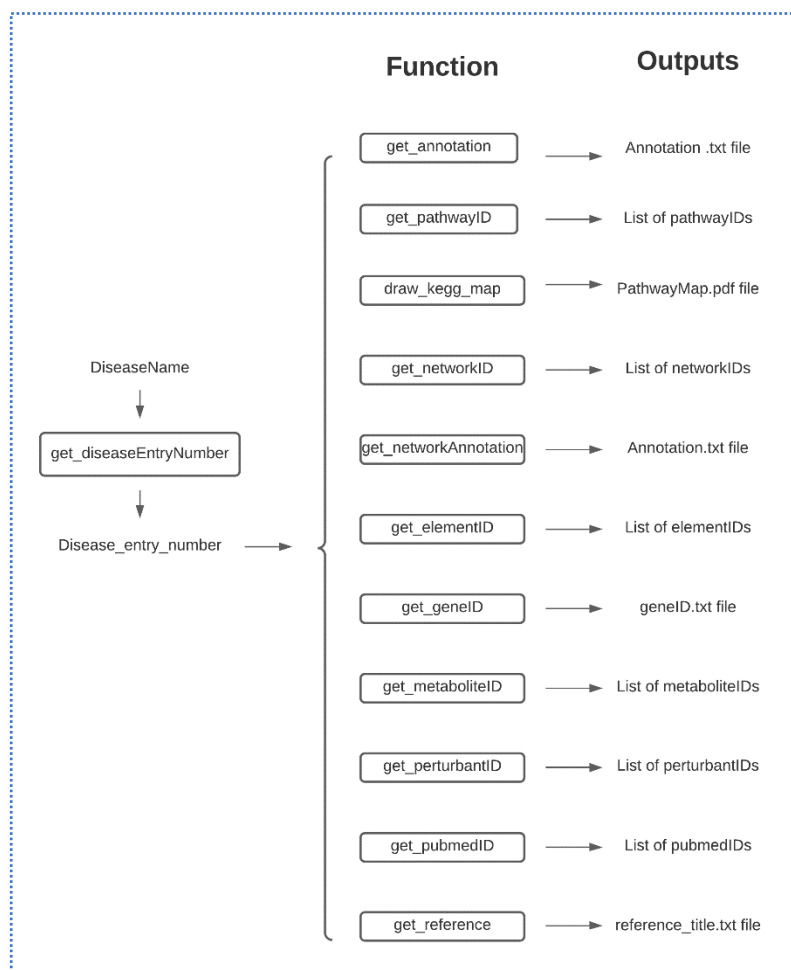 Function
Outputs
get_annotation
Annotation .txt file
get_pathwayID
List of pathwayIDs
draw_kegg_map
PathwayMap.pdf file
DiseaseName
get_networkID
List of networkIDs
get_diseaseEntryNumber
get_networkAnnotation
Annotation.txt file
Disease_entry_number
get_elementID
List of elementIDs
get_geneID
geneID.txt file
get_metaboliteID
List of metaboliteIDs
get_perturbantID
List of perturbantIDs
get_pubmedID
List of pubmedIDs
get_reference
reference_title.txt file